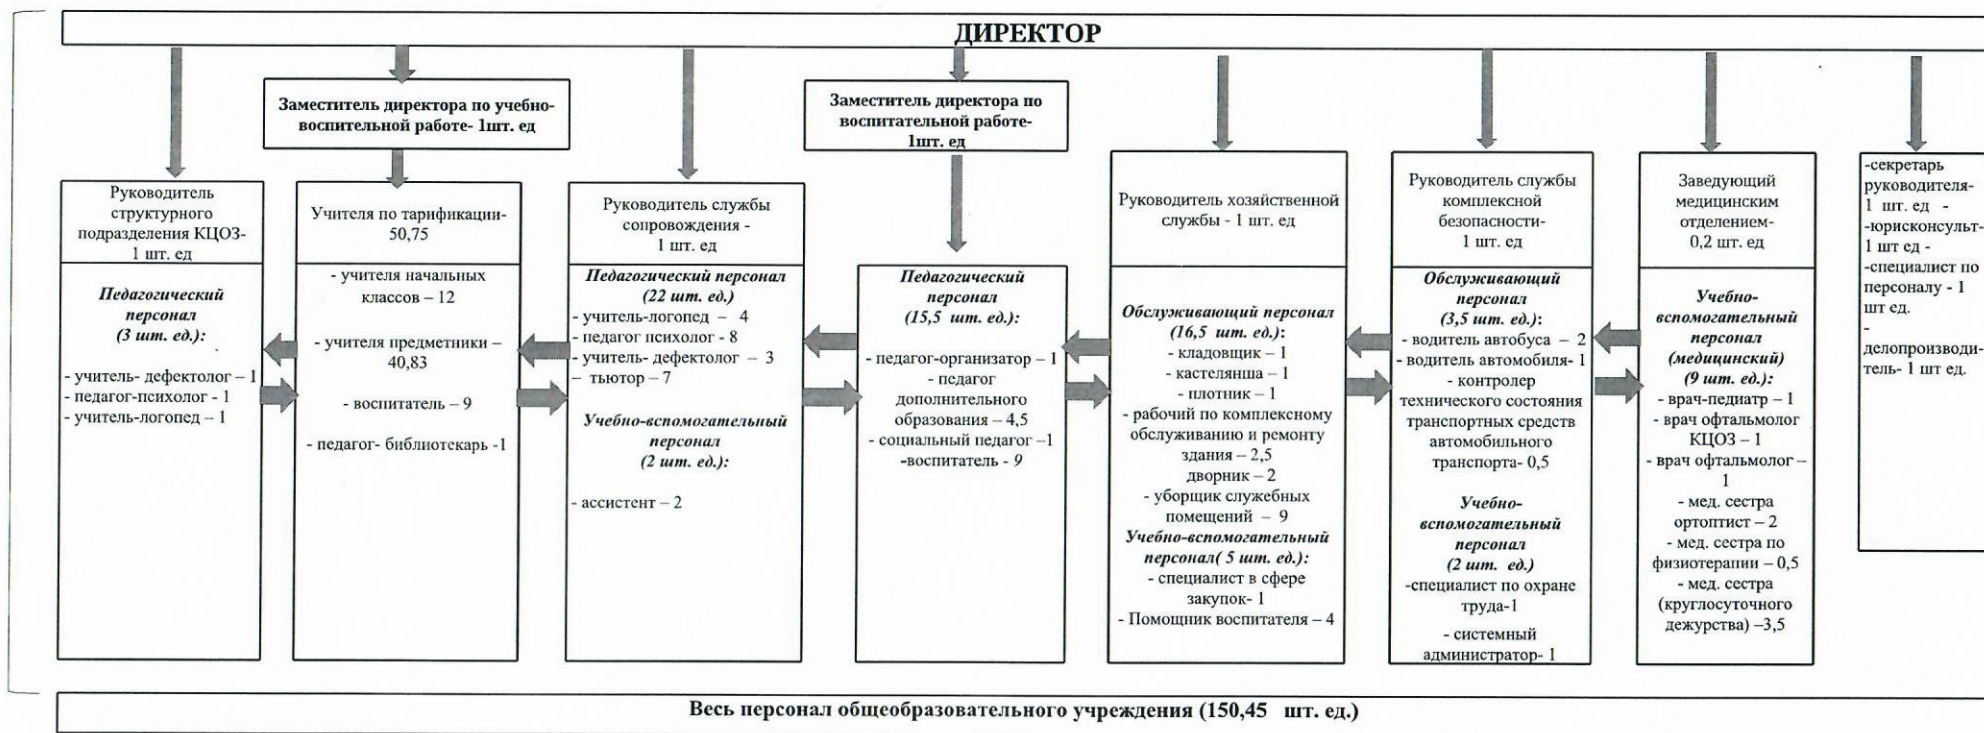 ДИРЕКТОР
Заместитель директора по учебно-
воспительной работе- 1шт. ед
Заместитель директора по
воспитательной работе-
1шт. ед
Руководитель
структурного
подразделения КЦОЗ-
1 шт. ед
Педагогический
персонал
(3 шт. ед.):
- учитель- дефектолог – 1
- педагог-психолог - 1
- учитель-логопед – 1
Учителя по тарификации-
50,75
- учителя начальных
классов – 12
- учителя предметники –
40,83
- воспитатель – 9
- педагог- библиотекарь -1
Руководитель службы
сопровождения -
1 шт. ед
Педагогический персонал
(22 шт. ед.)
- учитель-логопед – 4
- педагог психолог - 8
- учитель- дефектолог – 3
– тьютор – 7
Учебно-вспомогательный
персонал
(2 шт. ед.):
- ассистент – 2
Педагогический
персонал
(15,5 шт. ед.):
- педагог-организатор – 1
- педагог
дополнительного
образования – 4,5
- социальный педагог –1
-воспитатель - 9
Руководитель хозяйственной
службы - 1 шт. ед
Обслуживающий персонал
(16,5 шт. ед.):
- кладовщик – 1
- кастелянша – 1
- плотник – 1
- рабочий по комплексному
обслуживанию и ремонту
здания – 2,5
дворник – 2
- уборщик служебных
помещений – 9
Учебно-вспомогательный
персонал( 5 шт. ед.):
- специалист в сфере
закупок- 1
- Помощник воспитателя – 4
Руководитель службы
комплексной
безопасности-
1 шт. ед
Обслуживающий
персонал
(3,5 шт. ед.):
- водитель автобуса – 2
- водитель автомобиля- 1
- контролер
технического состояния
транспортных средств
автомобильного
транспорта- 0,5
Учебно-
вспомогательный
персонал
(2 шт. ед.)
-специалист по охране
труда-1
- системный
администратор- 1
Заведующий
медицинским
отделением-
0,2 шт. ед
Учебно-
вспомогательный
персонал
(медицинский)
(9 шт. ед.):
- врач-педиатр – 1
- врач офтальмолог
КЦОЗ – 1
- врач офтальмолог –
1
- мед. сестра
ортоптист – 2
- мед. сестра по
физиотерапии – 0,5
- мед. сестра
(круглосуточного
дежурства) –3,5
-секретарь
руководителя-
1 шт. ед -
-юрисконсульт-
1 шт ед -
-специалист по
персоналу - 1
шт ед.
-
делопроизводи-
тель- 1 шт ед.
Весь персонал общеобразовательного учреждения (150,45 шт. ед.)